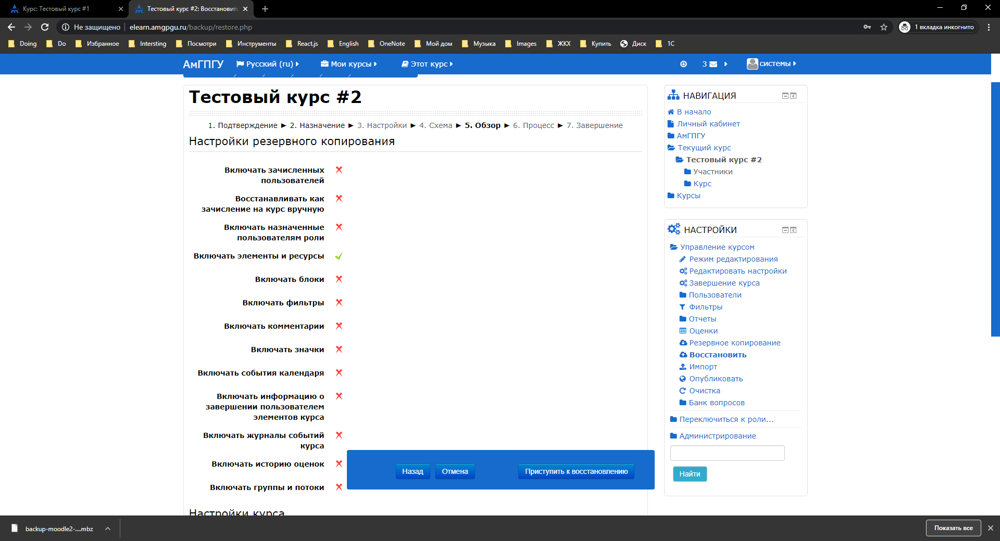 Курс: Тестовый курс #1
Тестовый курс #2: Восстановить
Не защищено
elearn.amgpgu.ru/backup/restore.php
1 вкладка инкогнито
Doing
Do
Избранное
Intersting
Посмотри
Инструменты
React.js
English
OneNote
Мой дом
Музыка
Images
ЖКХ
Купить
Диск
1С
АмГПГУ
Русский (ru)
Мои курсы
Этот курс
3
системы
Тестовый курс #2
1. Подтверждение ► 2. Назначение ► 3. Настройки ► 4. Схема ► 5. Обзор ► 6. Процесс ► 7. Завершение
Настройки резервного копирования
Включать зачисленных
пользователей
Восстанавливать как
зачисление на курс вручную
Включать назначенные
пользователям роли
Включать элементы и ресурсы
Включать блоки
Включать фильтры
Включать комментарии
Включать значки
Включать события календаря
Включать информацию о
завершении пользователем
элементов курса
Включать журналы событий
курса
Включать историю оценок
Включать группы и потоки
Назад
Отмена
Приступить к восстановлению
Настройки курса
НАВИГАЦИЯ
В начало
Личный кабинет
АмГПГУ
Текущий курс
Тестовый курс #2
Участники
Курс
Курсы
НАСТРОЙКИ
Управление курсом
Режим редактирования
Редактировать настройки
Завершение курса
Пользователи
Фильтры
Отчеты
Оценки
Резервное копирование
Восстановить
Импорт
Опубликовать
Очистка
Банк вопросов
Переключиться к роли...
Администрирование
Найти
backup-moodle2-....mbz
Показать все